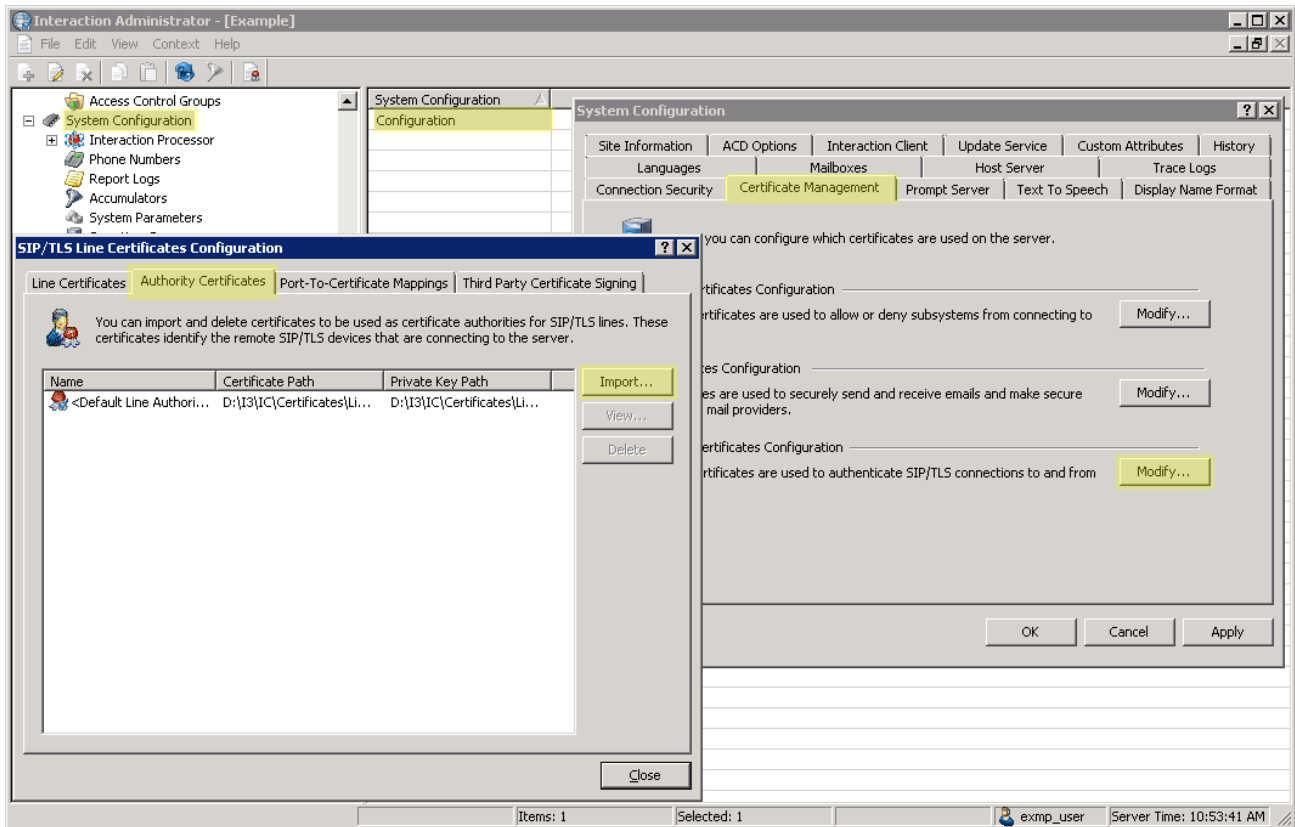 Interaction Administrator - [Example]
File Edit View Context Help
Access Control Groups
System Configuration
Interaction Processor
Phone Numbers
Report Logs
Accumulators
System Parameters
System Configuration
Configuration
System Configuration
Site Information ACD Options Interaction Client Update Service Custom Attributes History
Languages Mailboxes Host Server Trace Logs
Connection Security Certificate Management Prompt Server Text To Speech Display Name Format
you can configure which certificates are used on the server.
rtificates Configuration
ertificates are used to allow or deny subsystems from connecting to
Modify...
es Configuration
es are used to securely send and receive emails and make secure
mail providers.
Modify...
ertificates Configuration
rtificates are used to authenticate SIP/TLS connections to and from
Modify...
OK Cancel Apply
SIP/TLS Line Certificates Configuration
Line Certificates Authority Certificates Port-To-Certificate Mappings Third Party Certificate Signing
You can import and delete certificates to be used as certificate authorities for SIP/TLS lines. These
certificates identify the remote SIP/TLS devices that are connecting to the server.
Name Certificate Path Private Key Path
<Default Line Authori... D:\I3\IC\Certificates\Li... D:\I3\IC\Certificates\Li...
Import...
View...
Delete
Close
Items: 1 Selected: 1 exmp_user Server Time: 10:53:41 AM